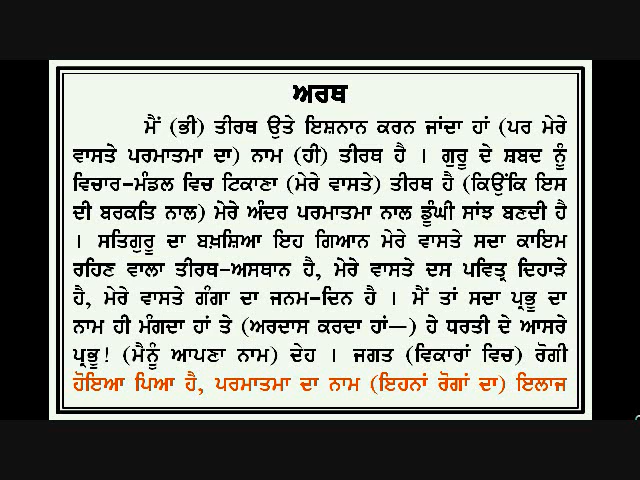 ਅਰਥ
ਮੈਂ (ਭੀ) ਤੀਰਥ ਉਤੇ ਇਸ਼ਨਾਨ ਕਰਨ ਜਾਂਦਾ ਹਾਂ (ਪਰ ਮੇਰੇ
ਵਾਸਤੇ ਪਰਮਾਤਮਾ ਦਾ) ਨਾਮ (ਹੀ) ਤੀਰਥ ਹੈ । ਗੁਰੂ ਦੇ ਸ਼ਬਦ ਨੂੰ
ਵਿਚਾਰ-ਮੰਡਲ ਵਿਚ ਟਿਕਾਣਾ (ਮੇਰੇ ਵਾਸਤੇ) ਤੀਰਥ ਹੈ (ਕਿਉਂਕਿ ਇਸ
ਦੀ ਬਰਕਤਿ ਨਾਲ) ਮੇਰੇ ਅੰਦਰ ਪਰਮਾਤਮਾ ਨਾਲ ਡੂੰਘੀ ਸਾਂਝ ਬਣਦੀ ਹੈ
। ਸਤਿਗੁਰੂ ਦਾ ਬਖ਼ਸ਼ਿਆ ਇਹ ਗਿਆਨ ਮੇਰੇ ਵਾਸਤੇ ਸਦਾ ਕਾਇਮ
ਰਹਿਣ ਵਾਲਾ ਤੀਰਥ-ਅਸਥਾਨ ਹੈ, ਮੇਰੇ ਵਾਸਤੇ ਦਸ ਪਵਿਤ੍ਰ ਦਿਹਾੜੇ
ਹੈ, ਮੇਰੇ ਵਾਸਤੇ ਗੰਗਾ ਦਾ ਜਨਮ-ਦਿਨ ਹੈ । ਮੈਂ ਤਾਂ ਸਦਾ ਪ੍ਰਭੂ ਦਾ
ਨਾਮ ਹੀ ਮੰਗਦਾ ਹਾਂ ਤੇ (ਅਰਦਾਸ ਕਰਦਾ ਹਾਂ—) ਹੇ ਧਰਤੀ ਦੇ ਆਸਰੇ
ਪ੍ਰਭੂ! (ਮੈਨੂੰ ਆਪਣਾ ਨਾਮ) ਦੇਹ । ਜਗਤ (ਵਿਕਾਰਾਂ ਵਿਚ) ਰੋਗੀ
ਹੋਇਆ ਪਿਆ ਹੈ, ਪਰਮਾਤਮਾ ਦਾ ਨਾਮ (ਇਹਨਾਂ ਰੋਗਾਂ ਦਾ) ਇਲਾਜ